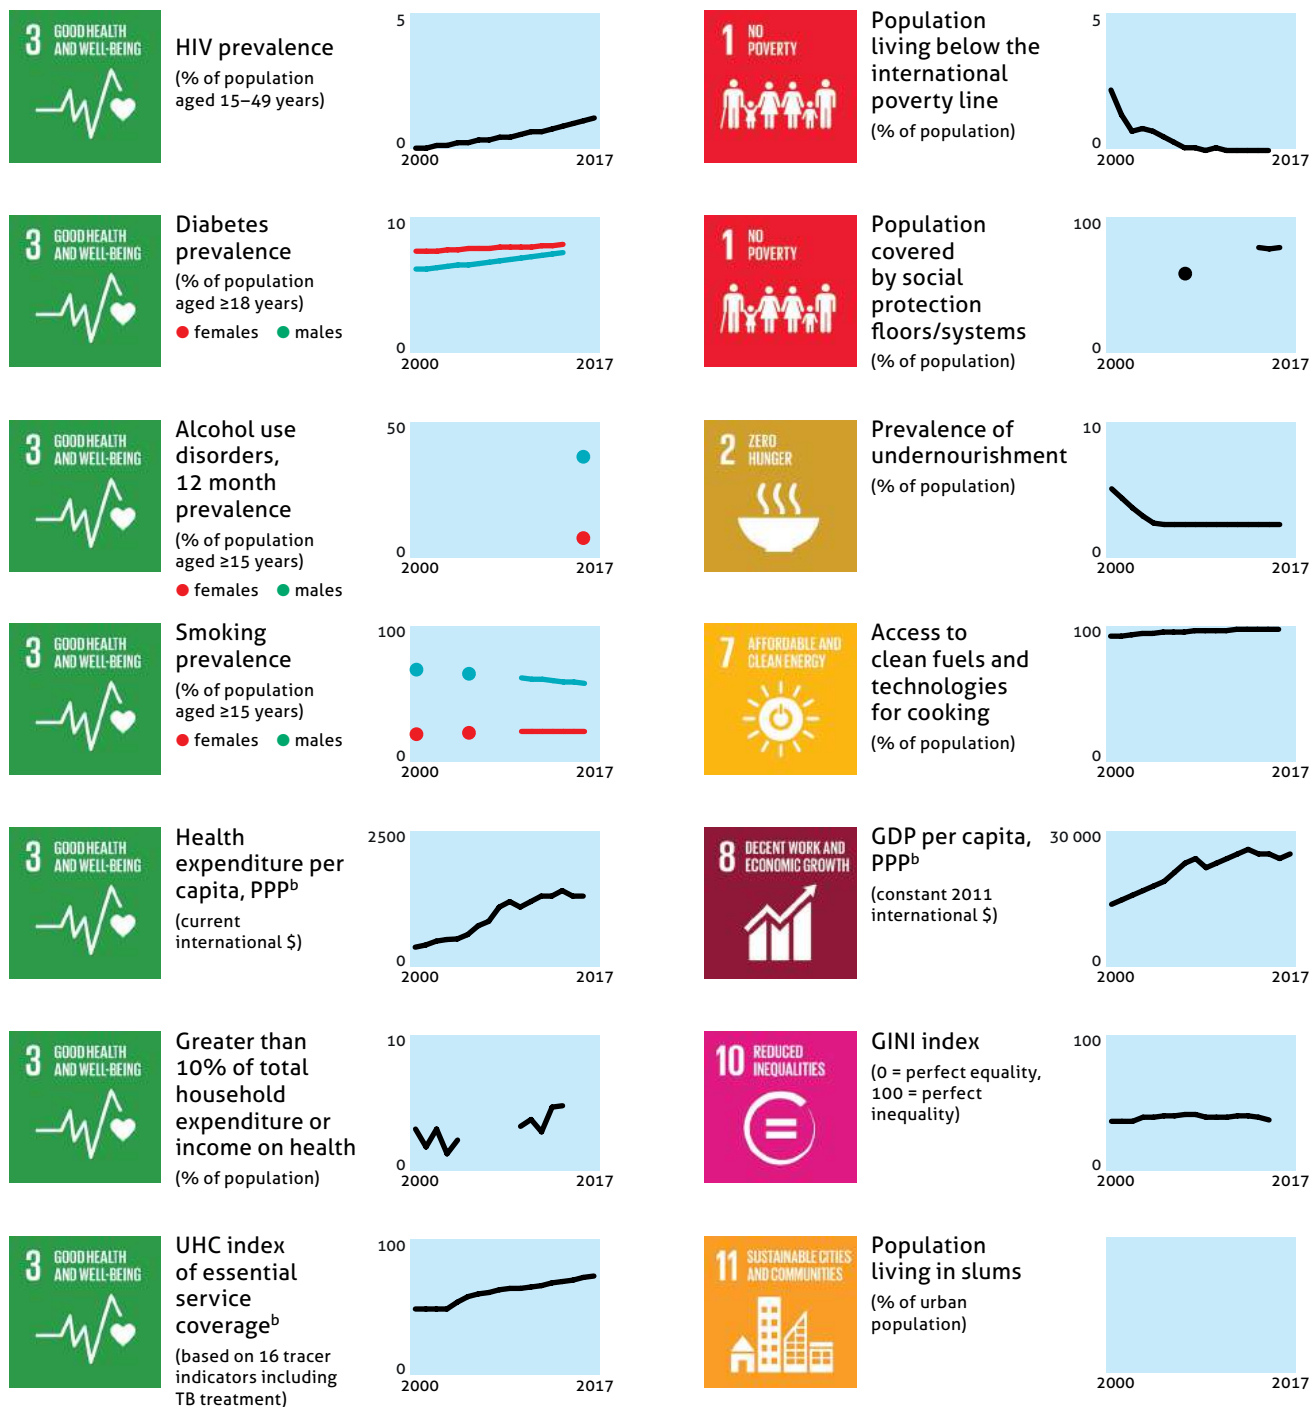 3 GOOD HEALTH
AND WELL-BEING
HIV prevalence
(% of population
aged 15–49 years)
5
0
2000 2017
3 GOOD HEALTH
AND WELL-BEING
Diabetes
prevalence
(% of population
aged ≥18 years)
females males
10
0
2000 2017
3 GOOD HEALTH
AND WELL-BEING
Alcohol use
disorders,
12 month
prevalence
(% of population
aged ≥15 years)
females males
50
0
2000 2017
3 GOOD HEALTH
AND WELL-BEING
Smoking
prevalence
(% of population
aged ≥15 years)
females males
100
0
2000 2017
3 GOOD HEALTH
AND WELL-BEING
Health
expenditure per
capita, PPPᵇ
(current
international $)
2500
0
2000 2017
3 GOOD HEALTH
AND WELL-BEING
Greater than
10% of total
household
expenditure or
income on health
(% of population)
10
0
2000 2017
3 GOOD HEALTH
AND WELL-BEING
UHC index
of essential
service
coverageᵇ
(based on 16 tracer
indicators including
TB treatment)
100
0
2000 2017
1 NO
POVERTY
Population
living below the
international
poverty line
(% of population)
5
0
2000 2017
1 NO
POVERTY
Population
covered
by social
protection
floors/systems
(% of population)
100
0
2000 2017
2 ZERO
HUNGER
Prevalence of
undernourishment
(% of population)
10
0
2000 2017
7 AFFORDABLE AND
CLEAN ENERGY
Access to
clean fuels and
technologies
for cooking
(% of population)
100
0
2000 2017
8 DECENT WORK AND
ECONOMIC GROWTH
GDP per capita,
PPPᵇ
(constant 2011
international $)
30 000
0
2000 2017
10 REDUCED
INEQUALITIES
GINI index
(0 = perfect equality,
100 = perfect
inequality)
100
0
2000 2017
11 SUSTAINABLE CITIES
AND COMMUNITIES
Population
living in slums
(% of urban
population)
2000 2017